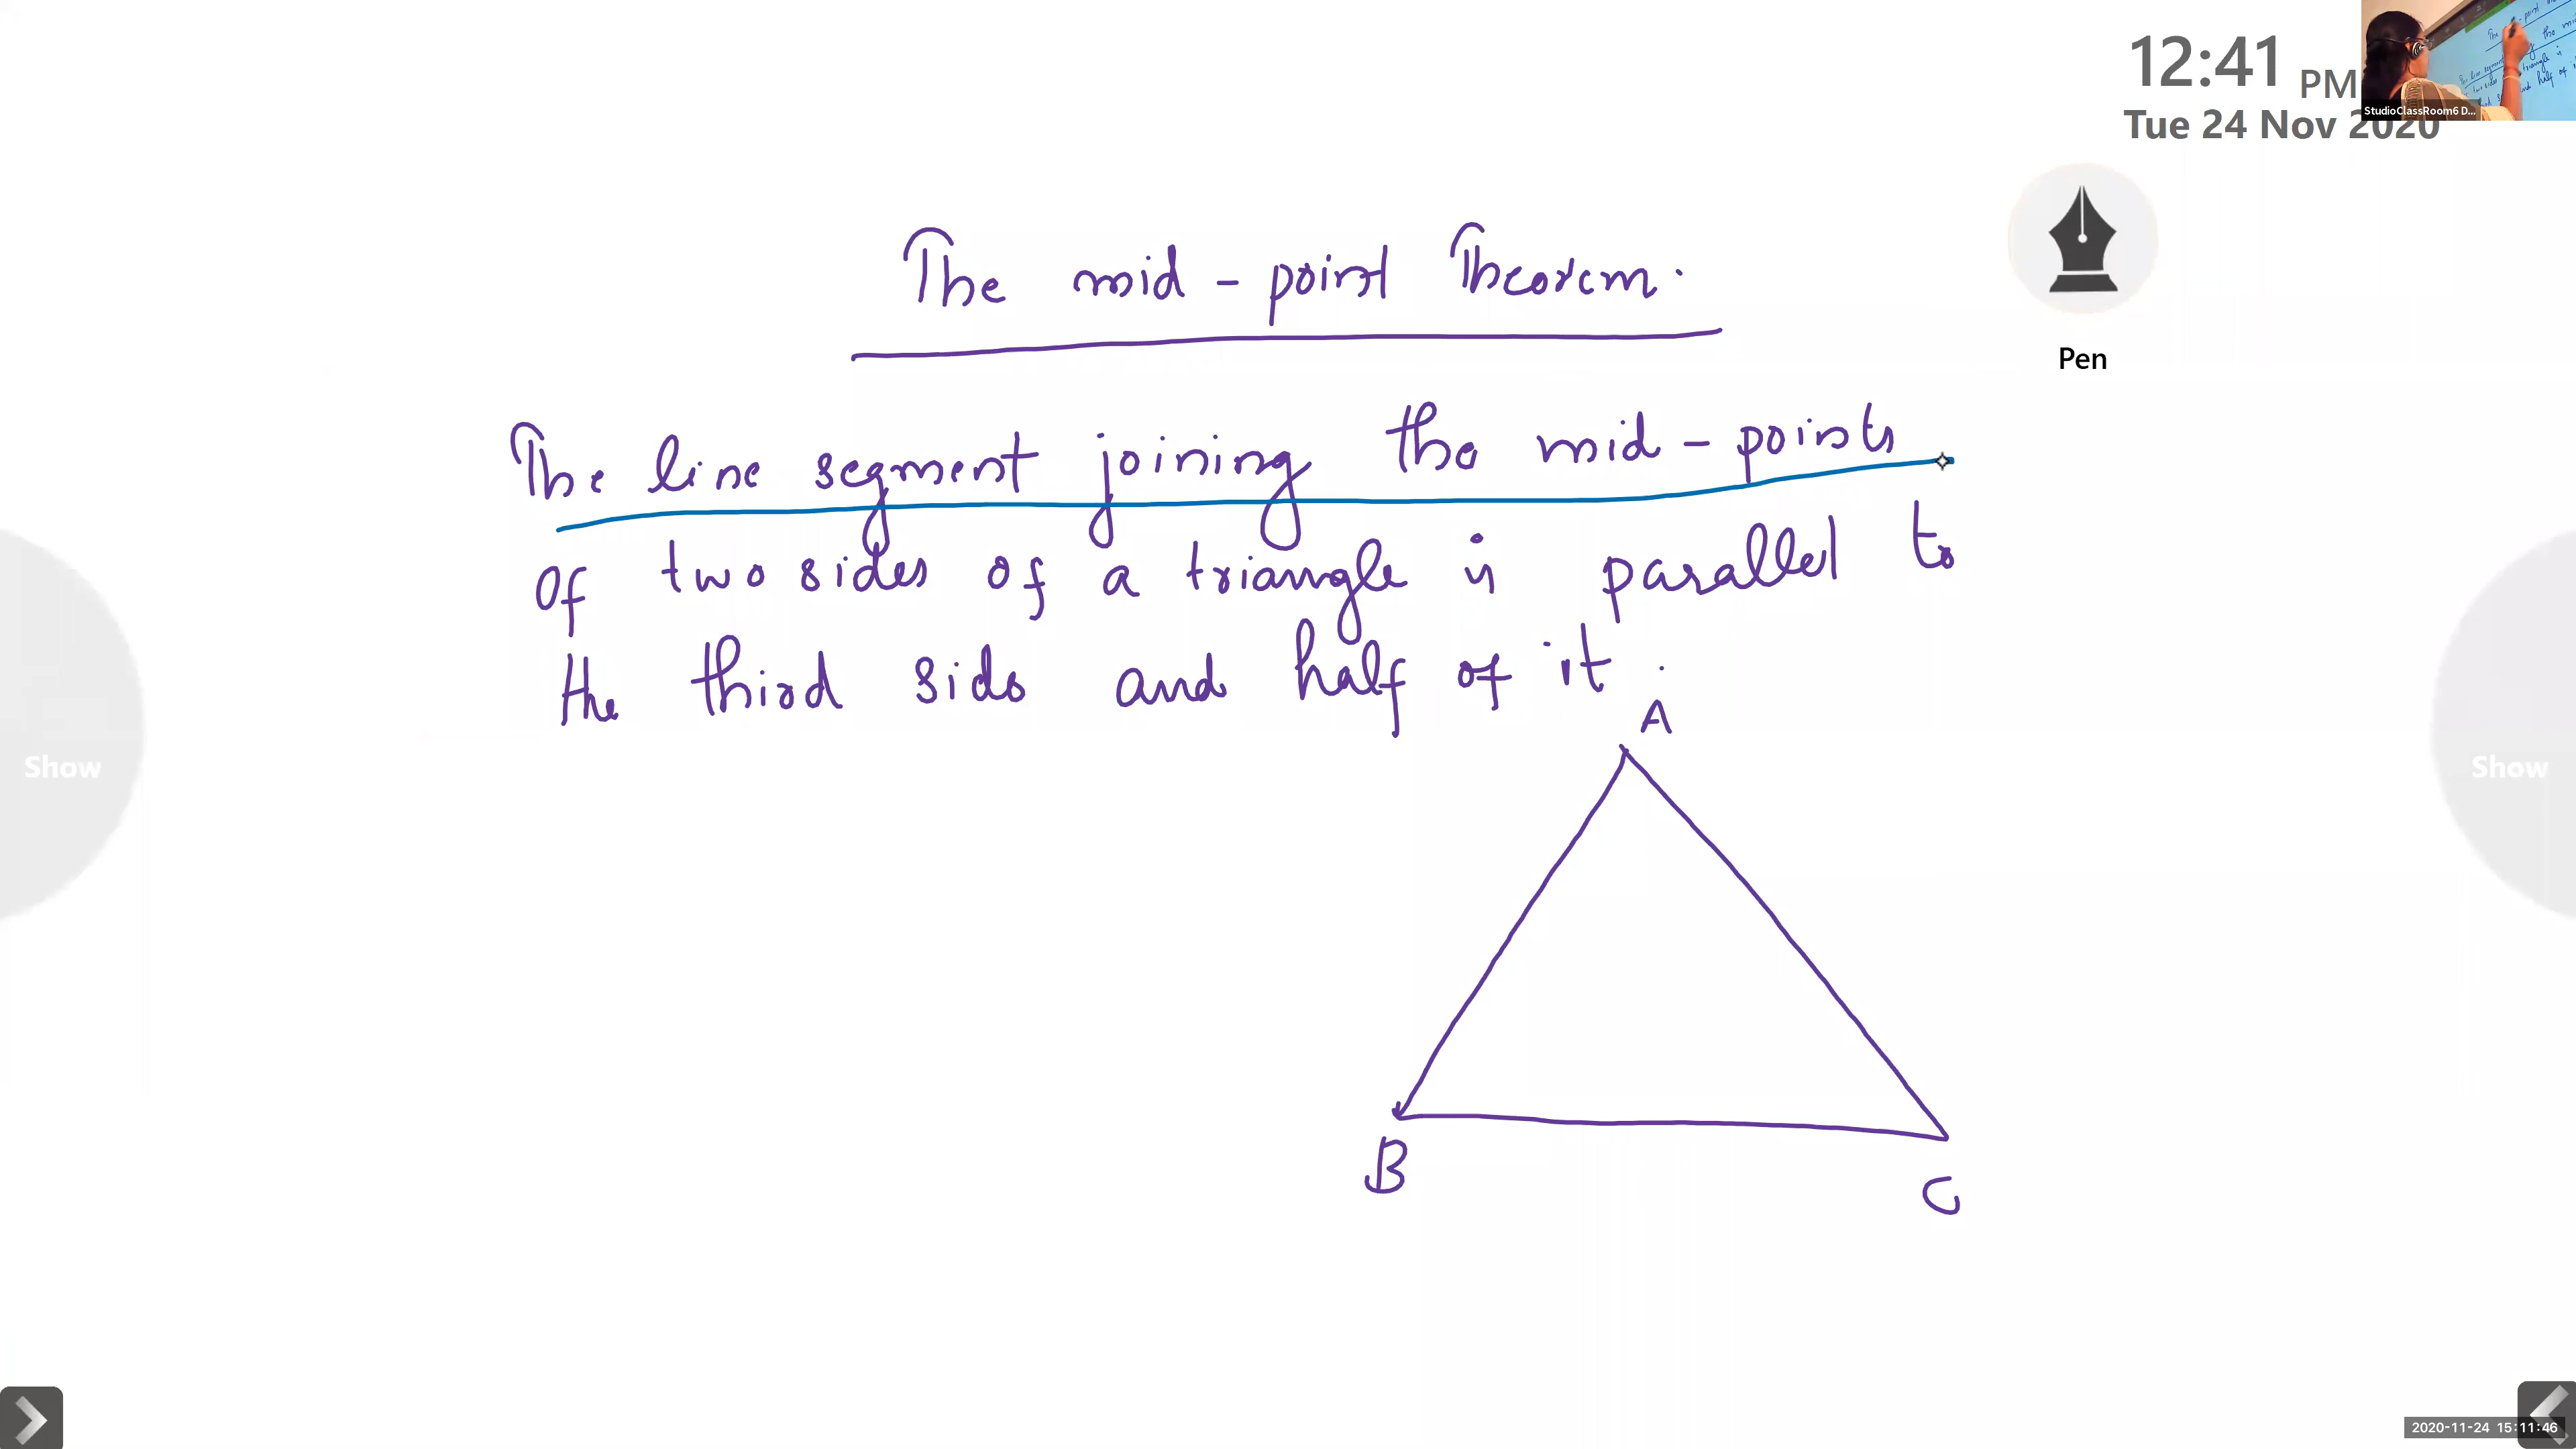 12:41 PM
Tue 24 Nov 2020
StudioClassRoom6 D...
Pen
The mid - point Theorem.
The line segment joining the mid - points
of two sides of a triangle is parallel to
the third side and half of it .
A
B
C
Show
Show
2020-11-24 15:11:46